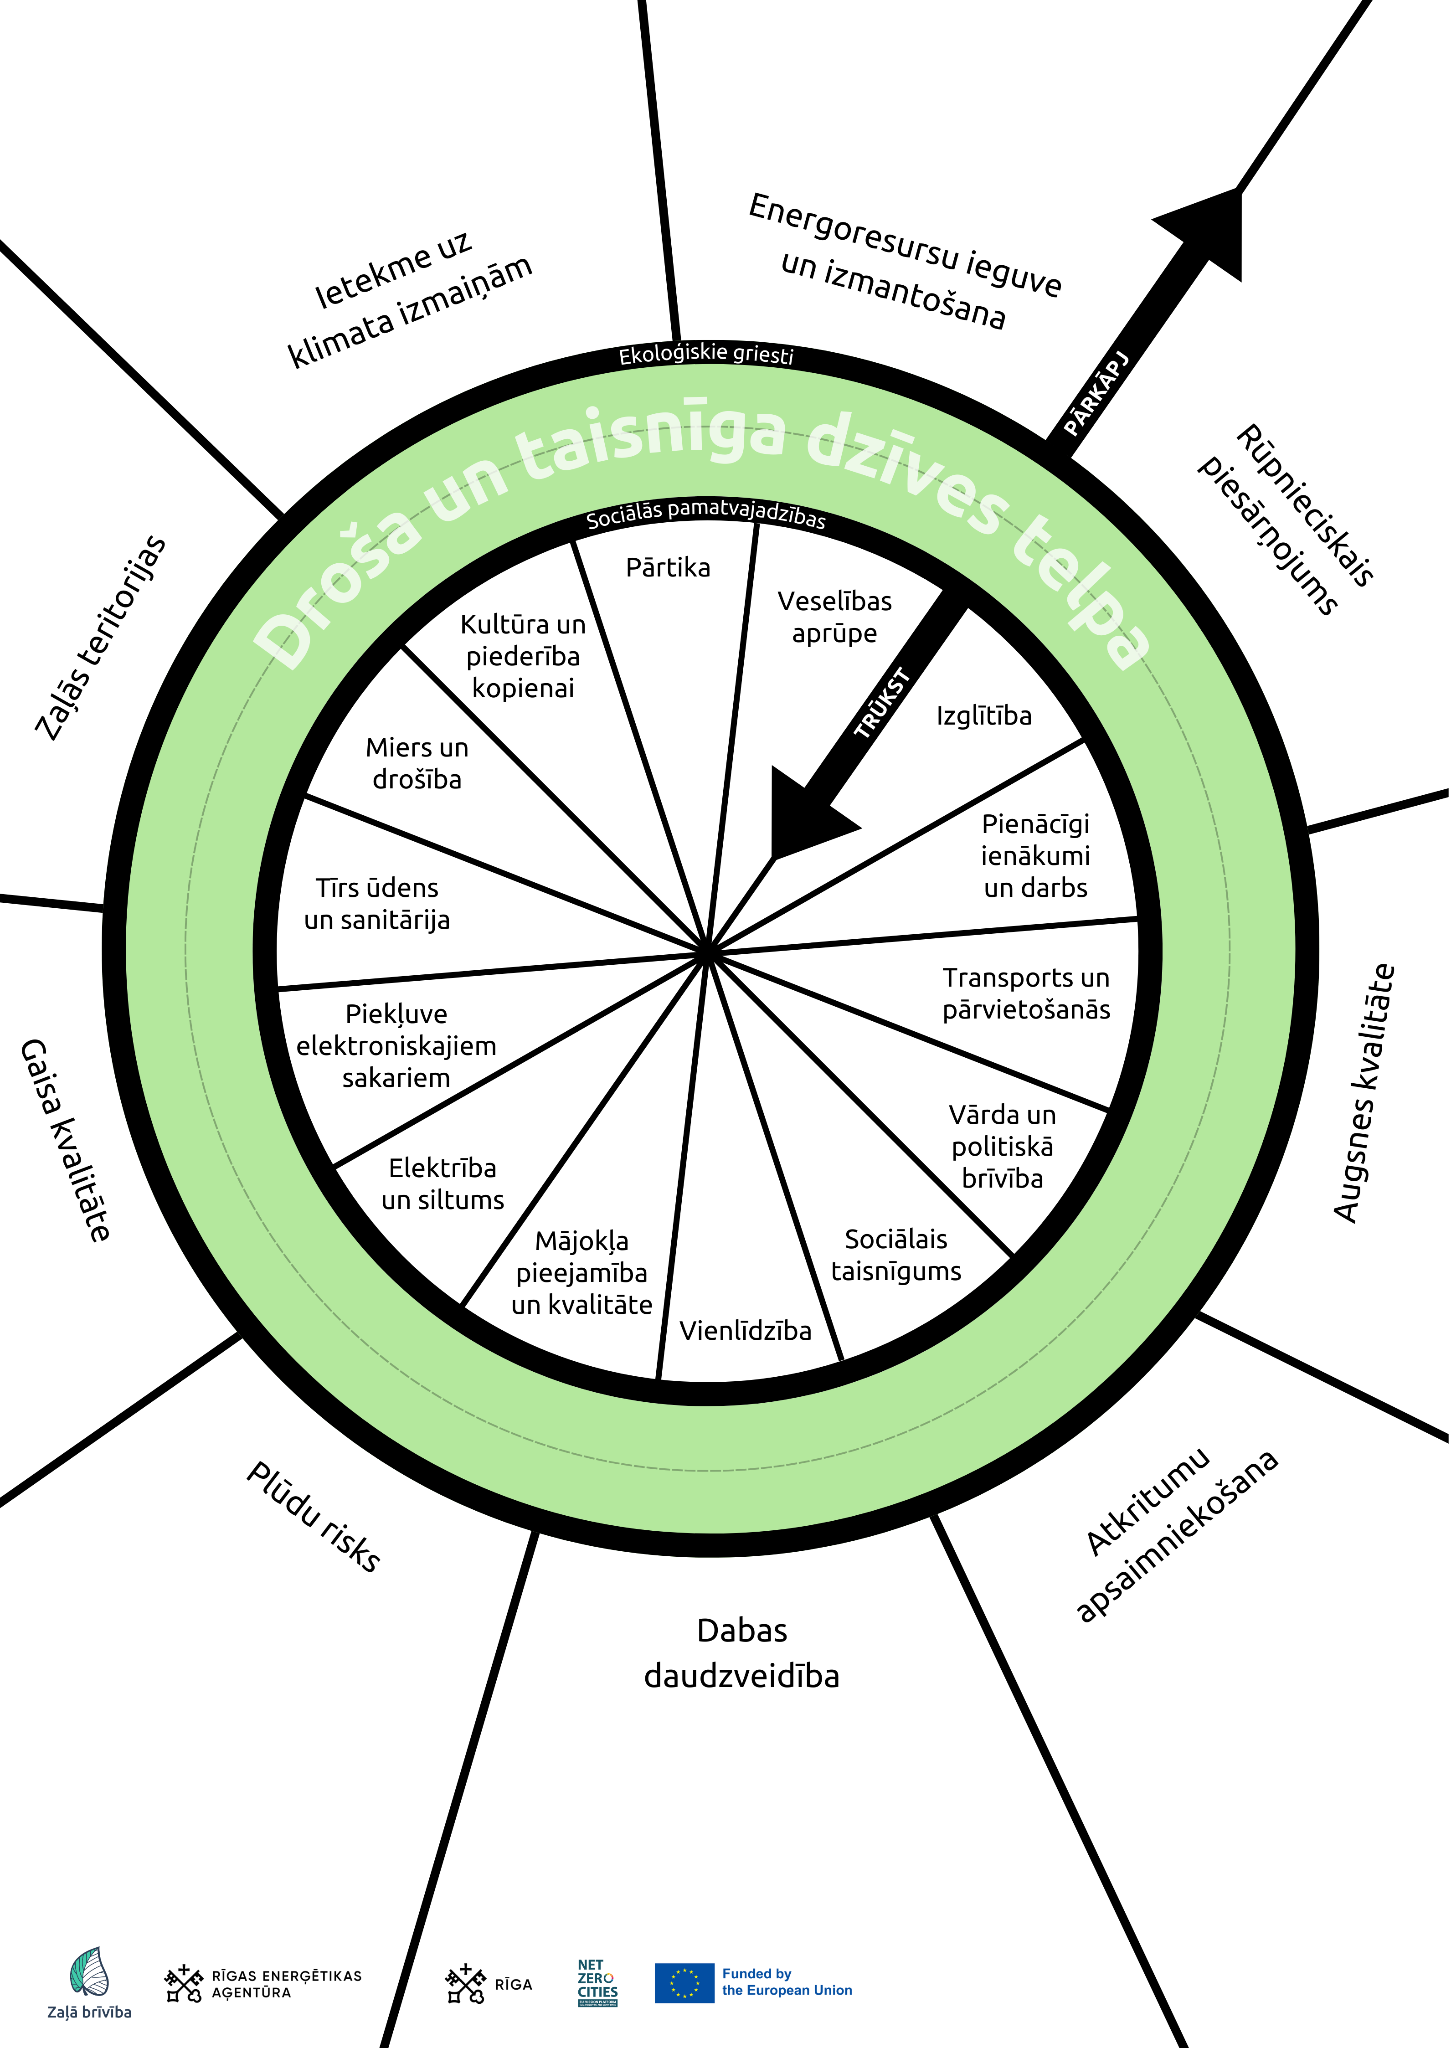 Ietekme uz
klimata izmaiņām
Energoresursu ieguve
un izmantošana
PĀRKĀPJ
Rūpnieciskais
piesārņojums
Ekoloģiskie griesti
Droša un taisnīga dzīves telpa
Sociālās pamatvajadzības
Zaļās teritorijas
Pārtika
Veselības
aprūpe
TRŪKST
Izglītība
Kultūra un
piederība
kopienai
Miers un
drošība
Pienācīgi
ienākumi
un darbs
Tīrs ūdens
un sanitārija
Transports un
pārvietošanās
Piekļuve
elektroniskajiem
sakariem
Vārda un
politiskā
brīvība
Elektrība
un siltums
Sociālais
taisnīgums
Mājokļa
pieejamība
un kvalitāte
Vienlīdzība
Gaisa kvalitāte
Augsnes kvalitāte
Plūdu risks
Atkritumu
apsaimniekošana
Dabas
daudzveidība
Zaļā brīvība
RĪGAS ENERĢĒTIKAS
AĢENTŪRA
RĪGA
NET
ZERO
CITIES
Funded by
the European Union